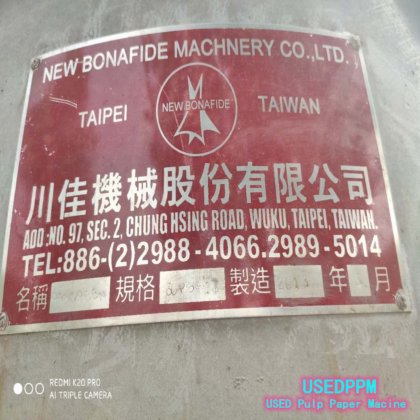 NEW BONAFIDE MACHINERY CO.,LTD.
TAIPEI
NEW BONAFIDE
TAIWAN
川佳機械股份有限公司
ADD:NO. 97, SEC. 2, CHUNG HSING ROAD, WUKU, TAIPEI, TAIWAN.
TEL:886-(2)2988-4066.2989-5014
名稱 規格 製造 年 月
REDMI K20 PRO
AI TRIPLE CAMERA
USEDPPM
USED Pulp Paper Macine